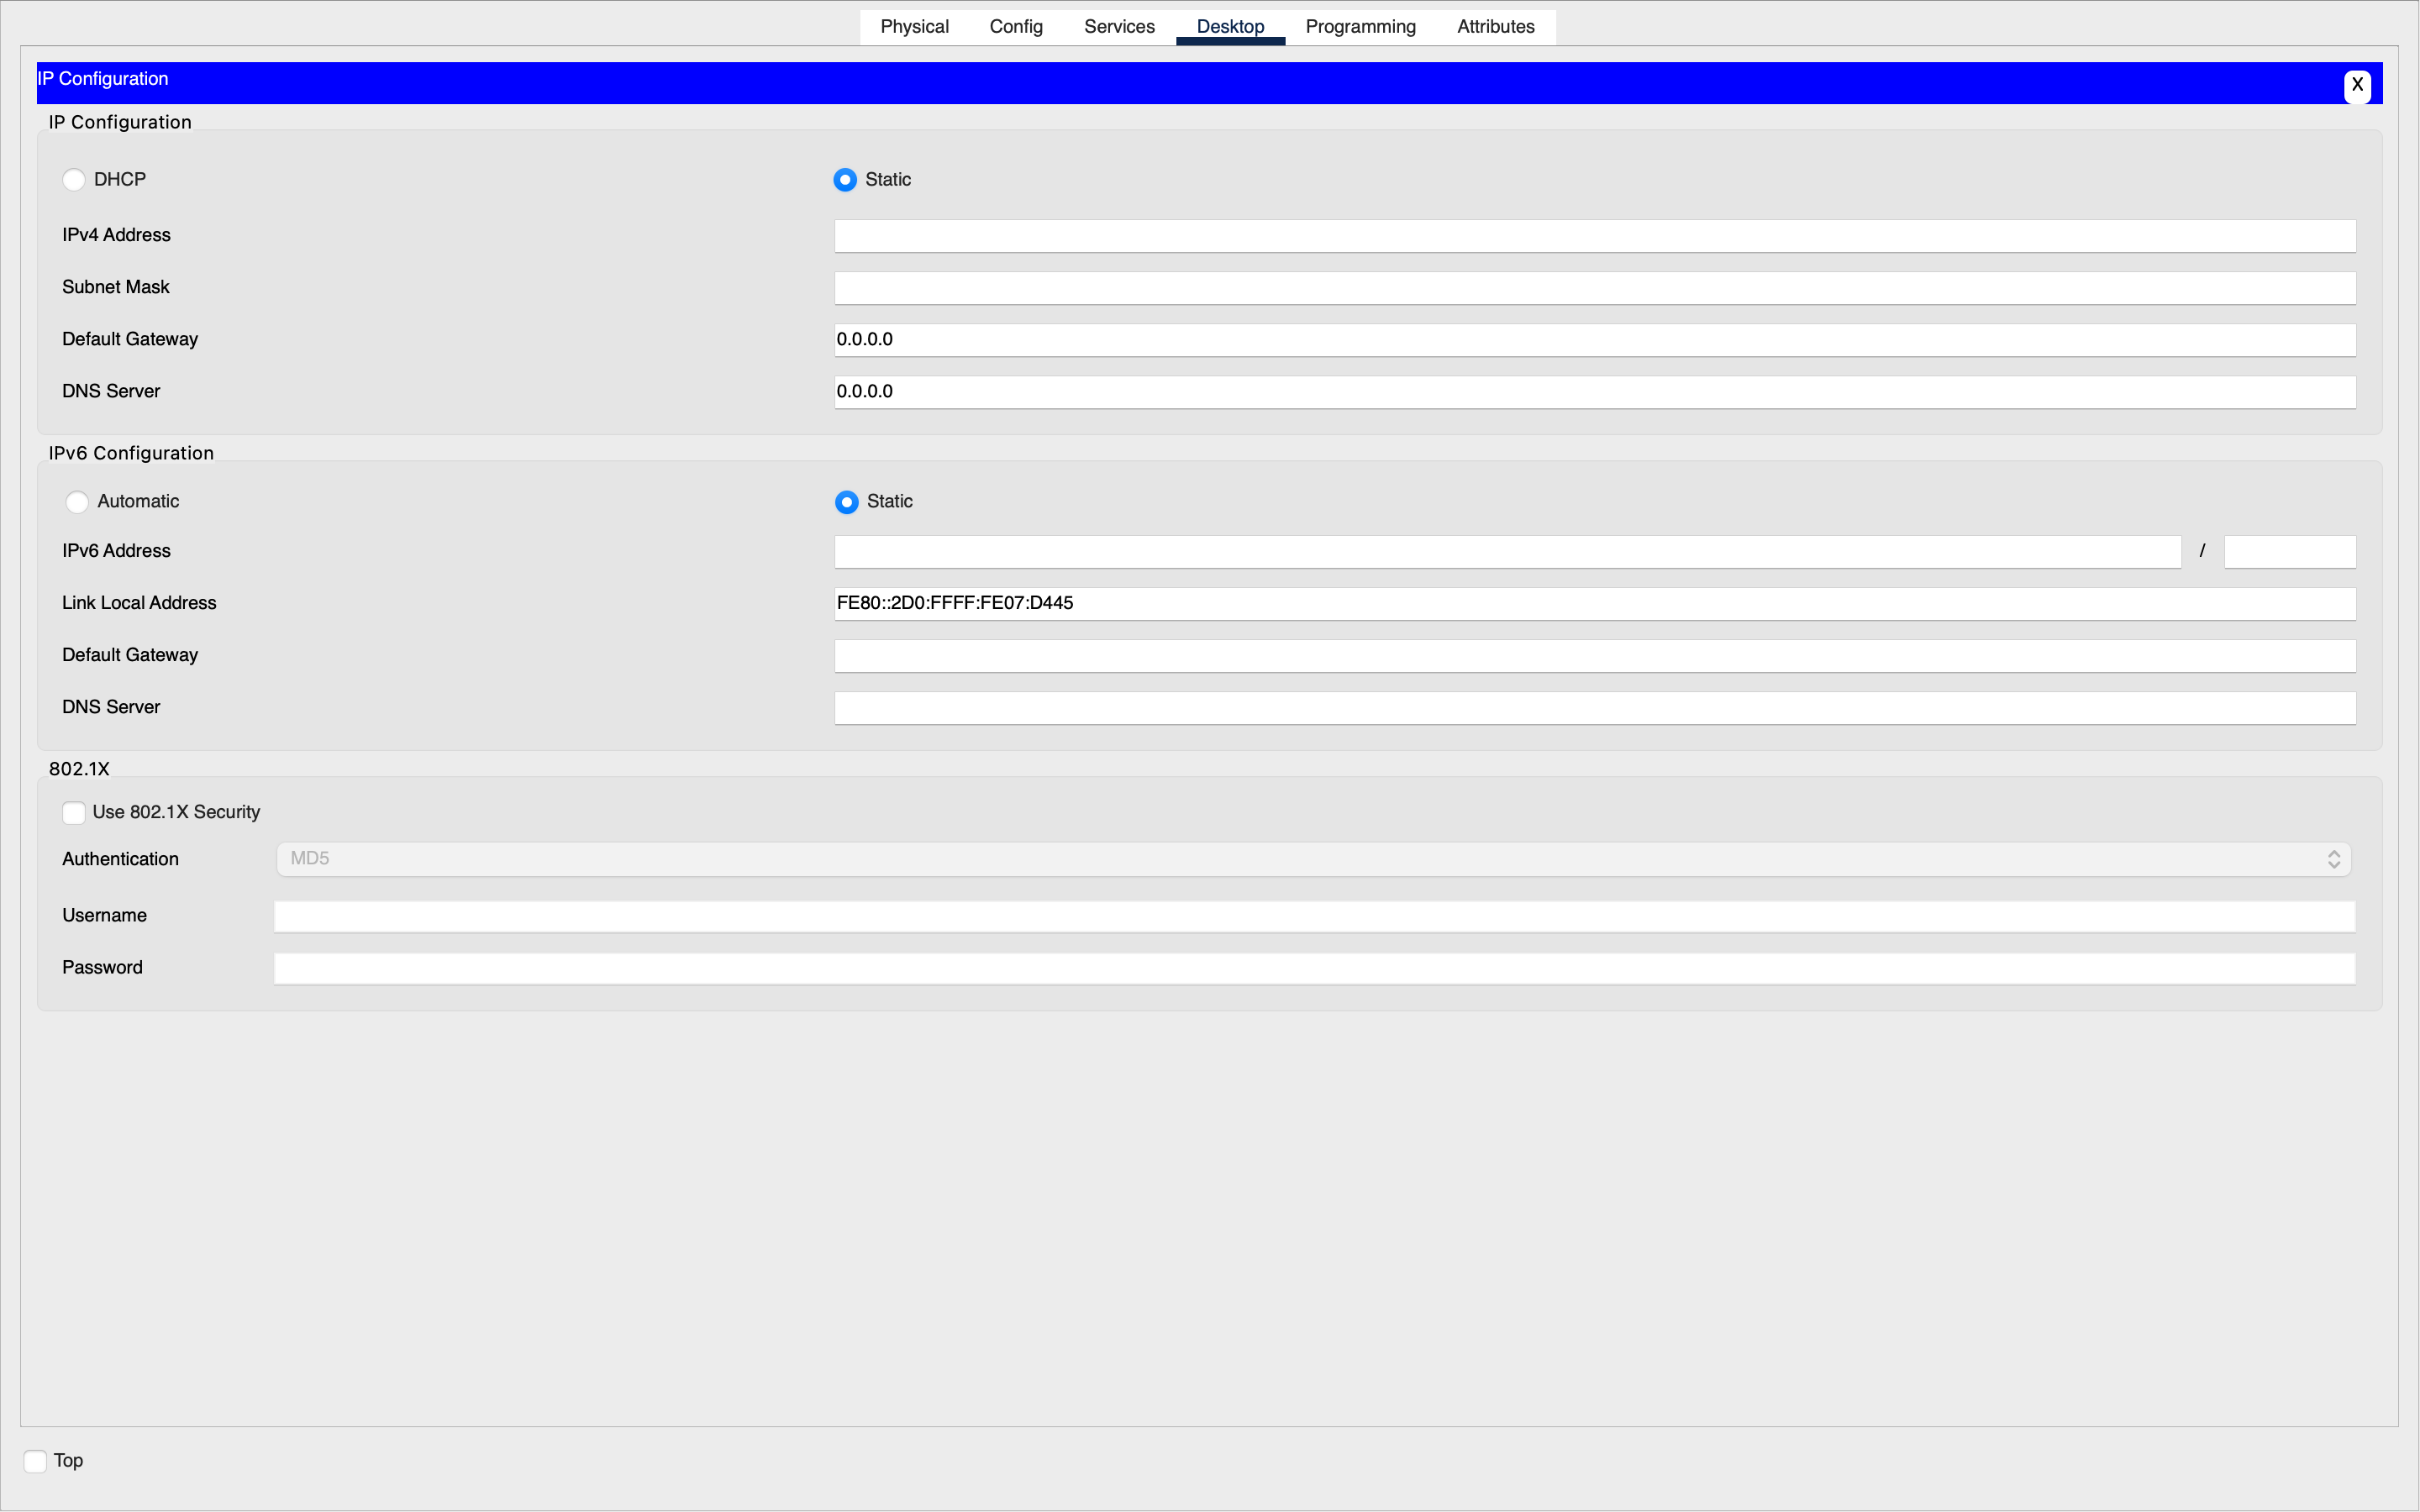 Physical Config Services Desktop Programming Attributes
IP Configuration X
IP Configuration
DHCP Static
IPv4 Address
Subnet Mask
Default Gateway 0.0.0.0
DNS Server 0.0.0.0
IPv6 Configuration
Automatic Static
IPv6 Address /
Link Local Address FE80::2D0:FFFF:FE07:D445
Default Gateway
DNS Server
802.1X
Use 802.1X Security
Authentication MD5
Username
Password
Top